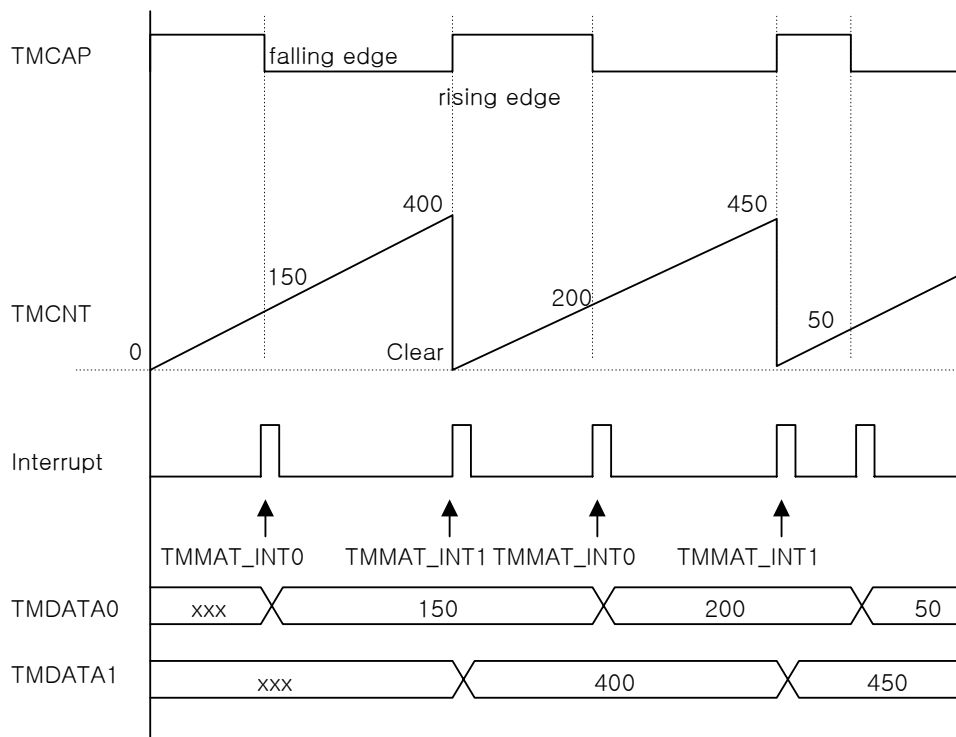 TMCAP
falling edge
rising edge
400
450
150
TMCNT
200
50
0
Clear
Interrupt
TMMAT_INT0
TMMAT_INT1
TMMAT_INT0
TMMAT_INT1
TMDATA0
xxx
150
200
50
TMDATA1
xxx
400
450